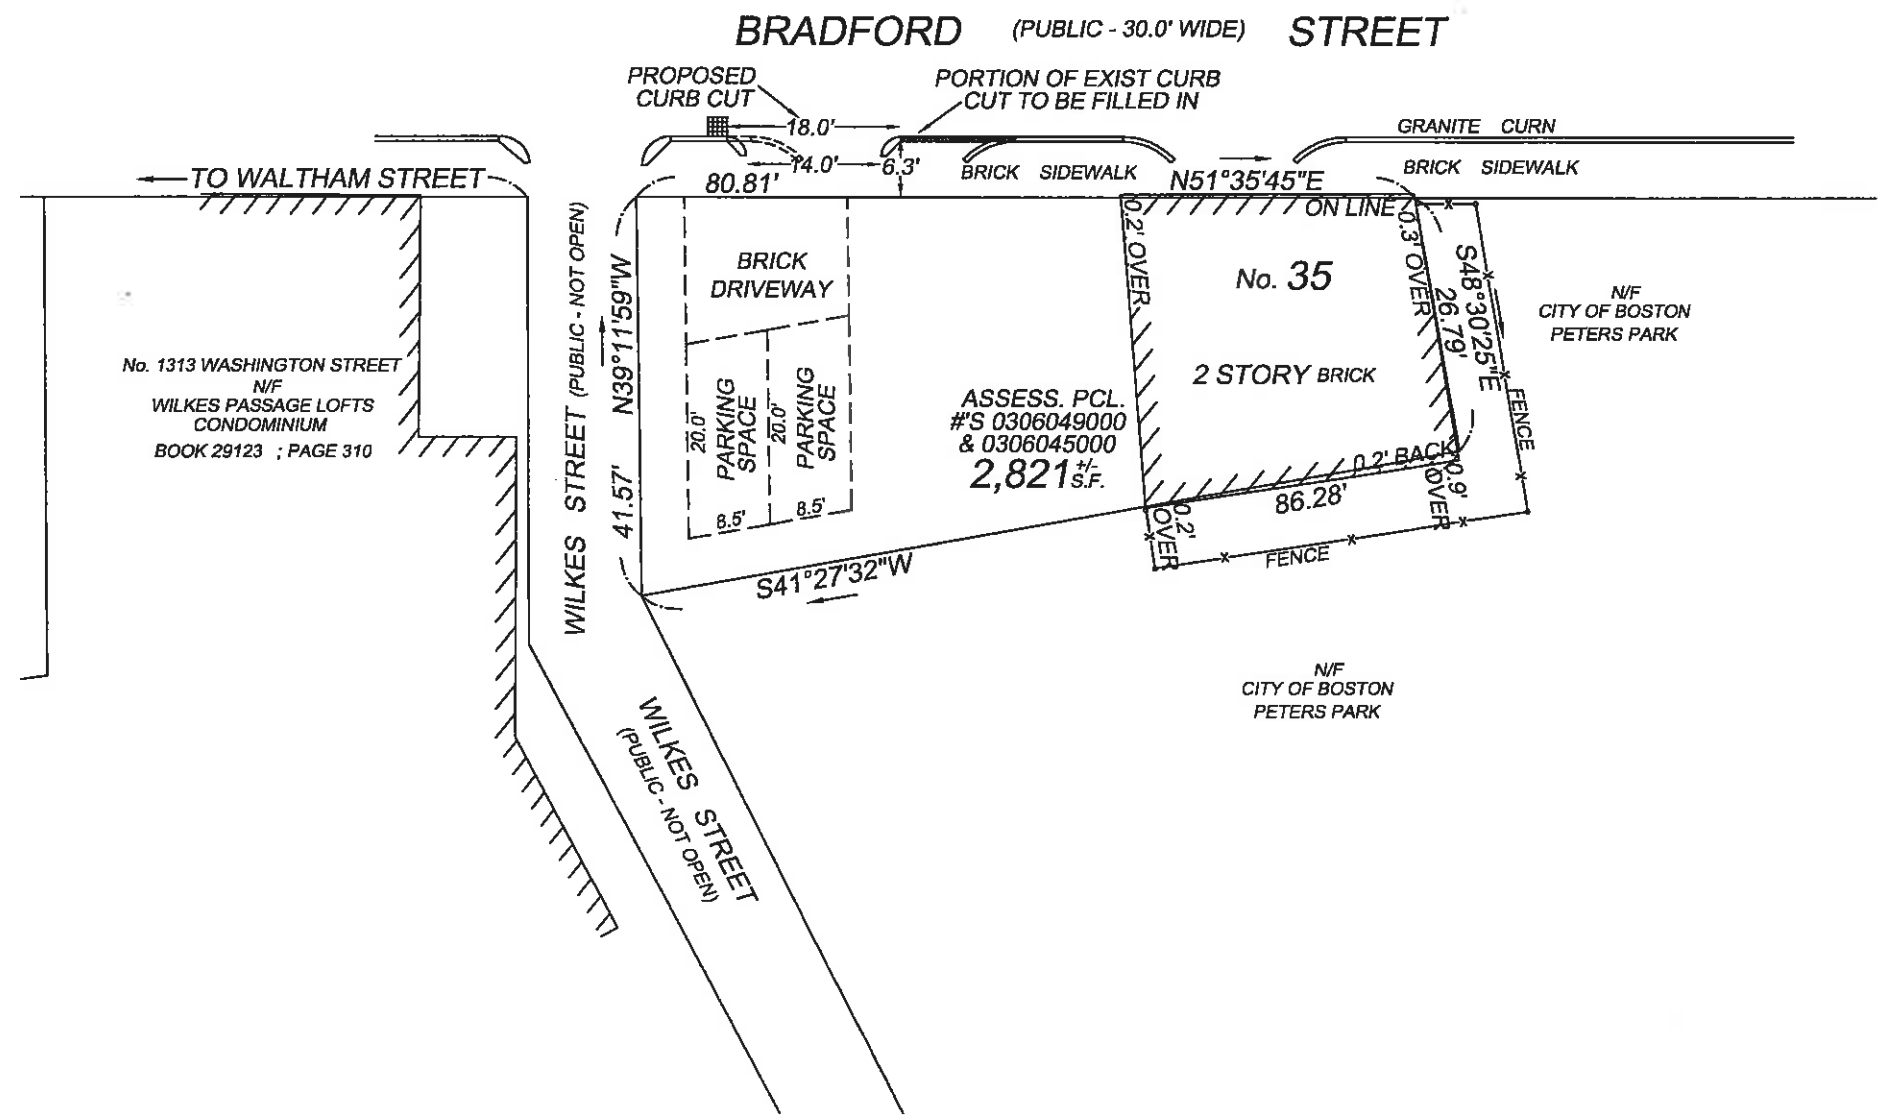 BRADFORD (PUBLIC - 30.0' WIDE) STREET
PROPOSED
CURB CUT
PORTION OF EXIST CURB
CUT TO BE FILLED IN
18.0'
14.0'
6.3'
GRANITE CURN
BRICK SIDEWALK
BRICK SIDEWALK
TO WALTHAM STREET
80.81'
N51°35'45"E
ON LINE
0.2' OVER
0.3' OVER
S48°30'25"E
26.79'
FENCE
No. 35
2 STORY BRICK
N/F
CITY OF BOSTON
PETERS PARK
BRICK
DRIVEWAY
WILKES STREET (PUBLIC - NOT OPEN)
41.57' N39°11'59"W
No. 1313 WASHINGTON STREET
N/F
WILKES PASSAGE LOFTS
CONDOMINIUM
BOOK 29123 ; PAGE 310
20.0'
PARKING
SPACE
20.0'
PARKING
SPACE
8.5'
8.5'
ASSESS. PCL.
#'S 0306049000
& 0306045000
2,821 +/- S.F.
0.2' BACK
0.9'
OVER
86.28'
0.2'
OVER
FENCE
S41°27'32"W
N/F
CITY OF BOSTON
PETERS PARK
WILKES STREET
(PUBLIC - NOT OPEN)